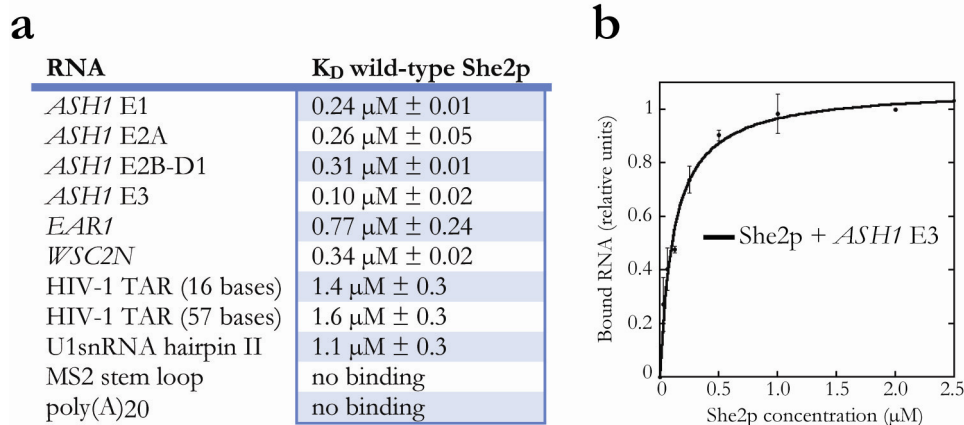 a
RNA K_D wild-type She2p
ASH1 E1 0.24 µM ± 0.01
ASH1 E2A 0.26 µM ± 0.05
ASH1 E2B-D1 0.31 µM ± 0.01
ASH1 E3 0.10 µM ± 0.02
EAR1 0.77 µM ± 0.24
WSC2N 0.34 µM ± 0.02
HIV-1 TAR (16 bases) 1.4 µM ± 0.3
HIV-1 TAR (57 bases) 1.6 µM ± 0.3
U1snRNA hairpin II 1.1 µM ± 0.3
MS2 stem loop no binding
poly(A)20 no binding
b
Bound RNA (relative units)
1
0.8
0.6
0.4
0.2
0
She2p + ASH1 E3
0 0.5 1.0 1.5 2.0 2.5
She2p concentration (µM)